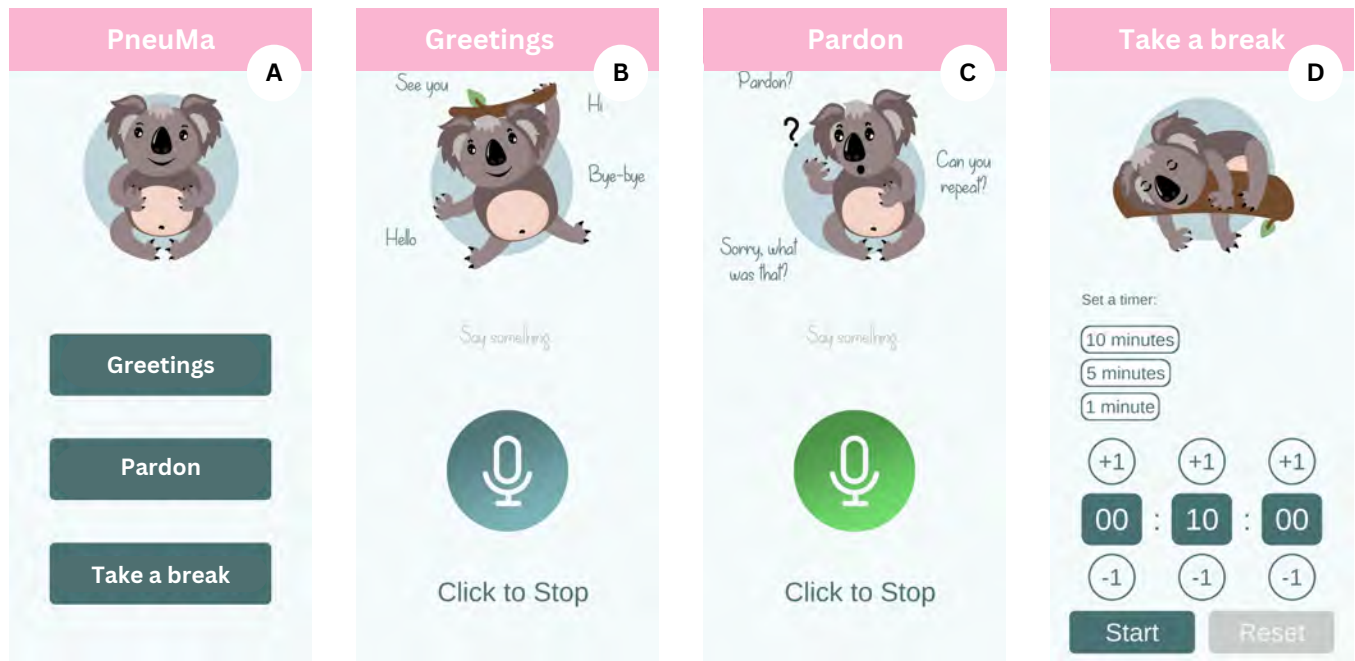 PneuMa
A
Greetings
Pardon
Take a break
Greetings
B
See you
Hi
Bye-bye
Hello
Say something
Click to Stop
Pardon
C
Pardon?
?
Can you
repeat?
Sorry, what
was that?
Say something
Click to Stop
Take a break
D
Set a timer:
10 minutes
5 minutes
1 minute
+1 +1 +1
00 : 10 : 00
-1 -1 -1
Start Reset